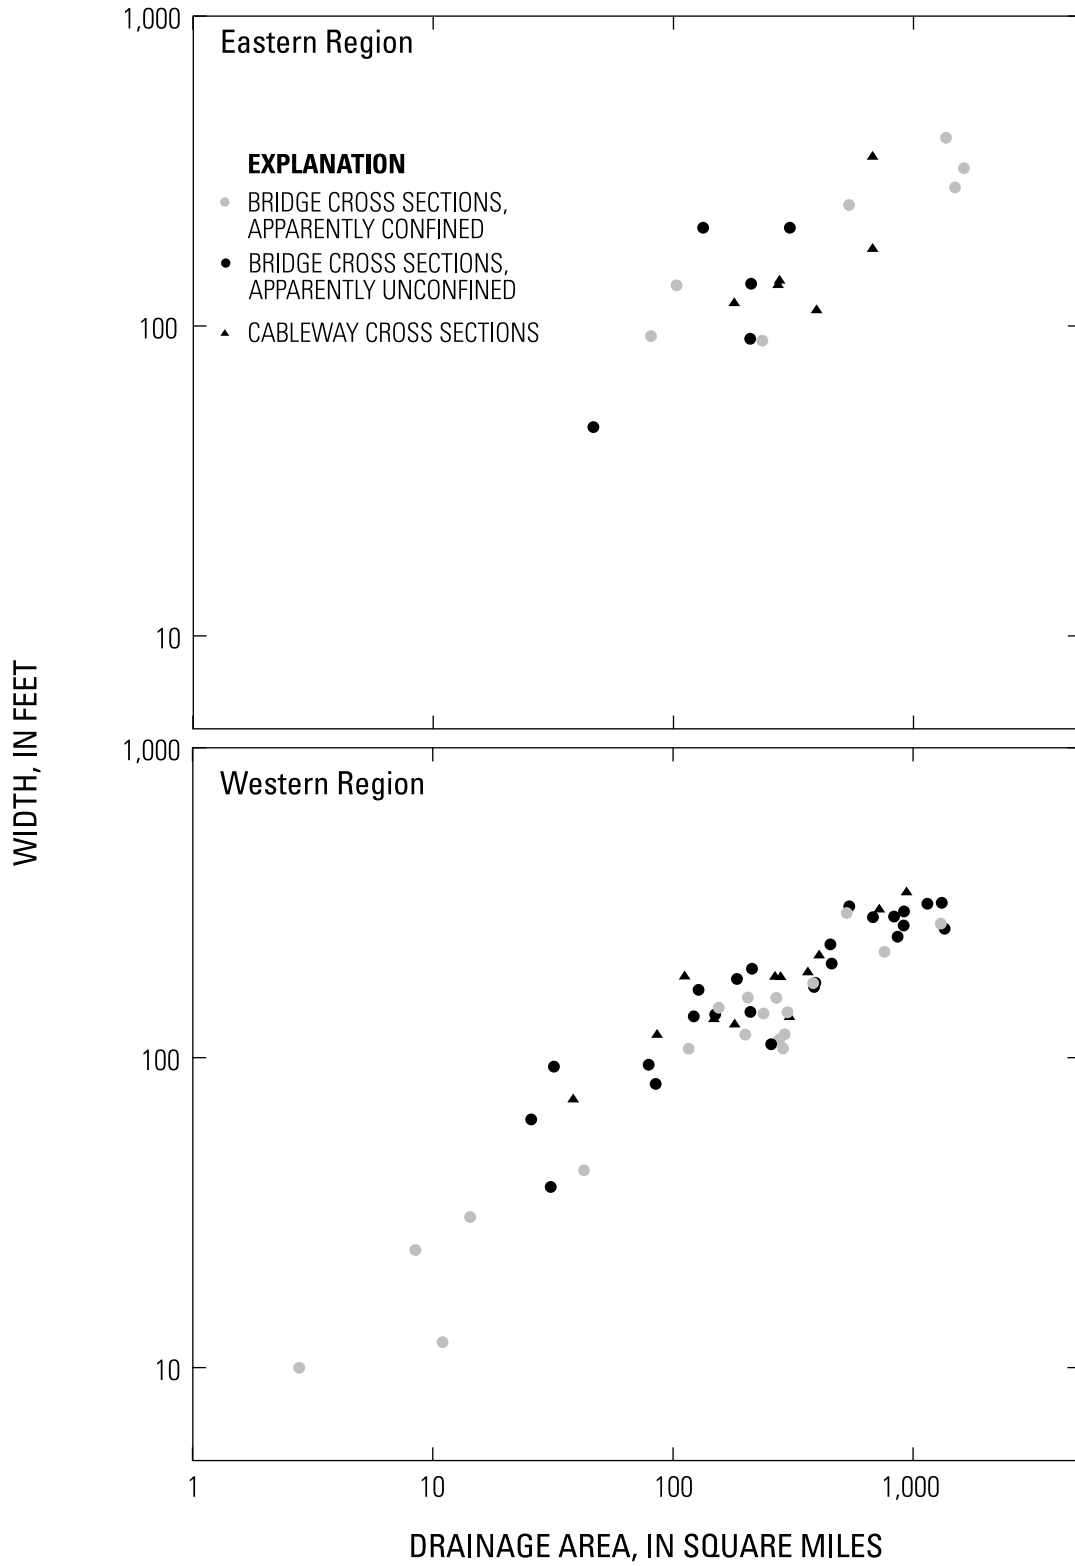 1,000
Eastern Region
EXPLANATION
BRIDGE CROSS SECTIONS,
APPARENTLY CONFINED
BRIDGE CROSS SECTIONS,
APPARENTLY UNCONFINED
CABLEWAY CROSS SECTIONS
100
10
WIDTH, IN FEET
1,000
Western Region
100
10
1 10 100 1,000
DRAINAGE AREA, IN SQUARE MILES